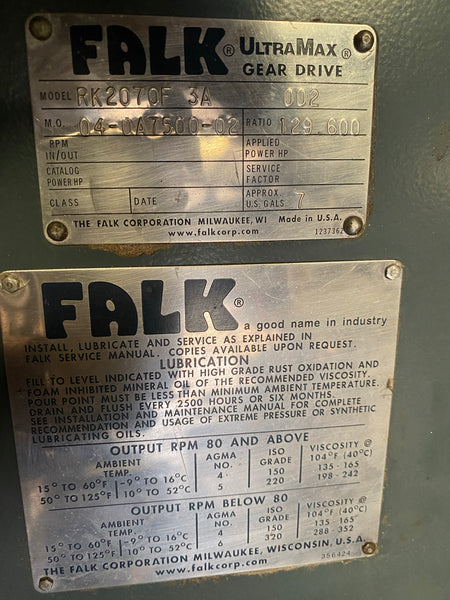 FALK® ULTRAMAX®
GEAR DRIVE
MODEL RK2070F 3A 002
M.O. 04-0A7500-02 RATIO 129.600
RPM IN/OUT APPLIED POWER HP
CATALOG POWER HP SERVICE FACTOR
CLASS DATE APPROX. U.S. GALS. 7
THE FALK CORPORATION MILWAUKEE, WI Made in U.S.A.
www.falkcorp.com 1237362
FALK®
a good name in industry
INSTALL, LUBRICATE AND SERVICE AS EXPLAINED IN
FALK SERVICE MANUAL. COPIES AVAILABLE UPON REQUEST.
LUBRICATION
FILL TO LEVEL INDICATED WITH HIGH GRADE RUST OXIDATION AND
FOAM INHIBITED MINERAL OIL OF THE RECOMMENDED VISCOSITY.
POUR POINT MUST BE LESS THAN MINIMUM AMBIENT TEMPERATURE.
DRAIN AND FLUSH EVERY 2500 HOURS OR SIX MONTHS.
SEE INSTALLATION AND MAINTENANCE MANUAL FOR COMPLETE
RECOMMENDATION AND USAGE OF EXTREME PRESSURE OR SYNTHETIC
LUBRICATING OILS.
OUTPUT RPM 80 AND ABOVE
AMBIENT TEMP. AGMA NO. ISO GRADE VISCOSITY @ 104°F (40°C)
15° TO 60°F -9° TO 16°C 4 150 135-165
50° TO 125°F 10° TO 52°C 5 220 198-242
OUTPUT RPM BELOW 80
AMBIENT TEMP. AGMA NO. ISO GRADE VISCOSITY @ 104°F (40°C)
15° TO 60°F -9° TO 16°C 4 150 135-165
50° TO 125°F 10° TO 52°C 6 320 288-352
THE FALK CORPORATION MILWAUKEE, WISCONSIN, U.S.A.
www.falkcorp.com 356424